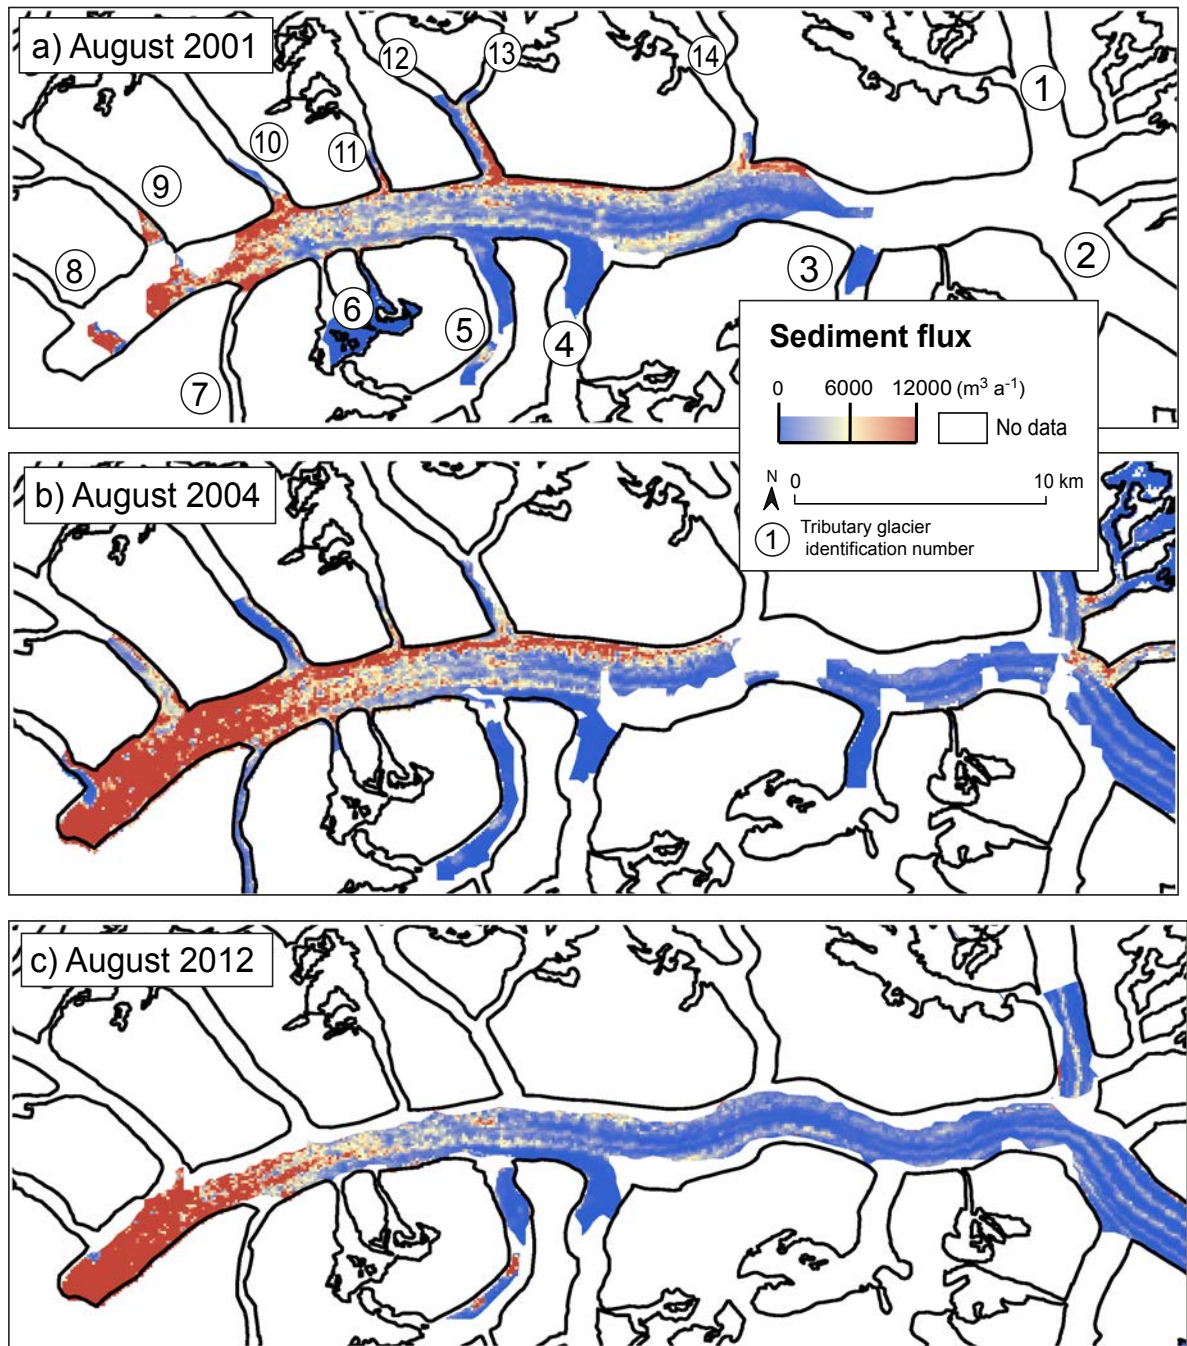 a) August 2001
12
13
14
1
10
11
9
8
2
3
6
5
4
7
Sediment flux
0 6000 12000 (m³ a⁻¹)
No data
N 0 10 km
1 Tributary glacier
identification number
b) August 2004
c) August 2012